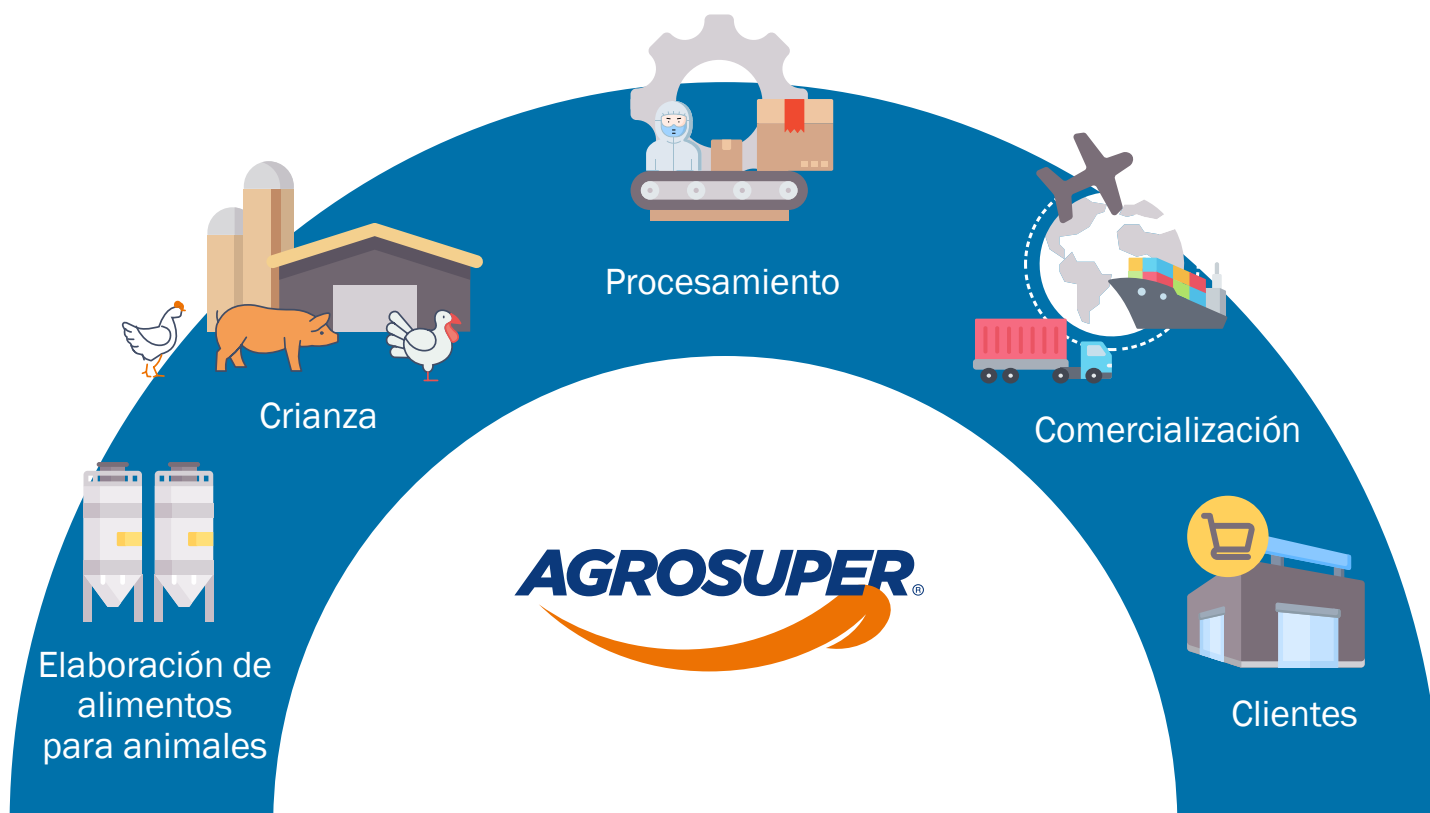 Procesamiento
Crianza
Comercialización
AGROSUPER®
Elaboración de
alimentos
para animales
Clientes